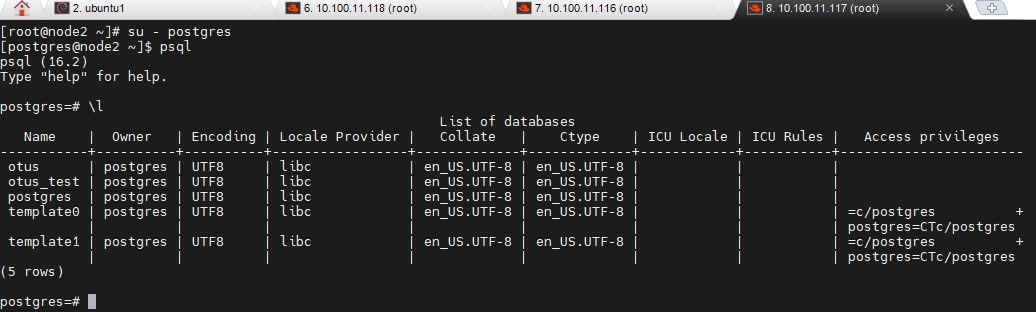 2. ubuntu1 6. 10.100.11.118 (root) 7. 10.100.11.116 (root) 8. 10.100.11.117 (root)
[root@node2 ~]# su - postgres
[postgres@node2 ~]$ psql
psql (16.2)
Type "help" for help.
postgres=# \l
                                                       List of databases
   Name    |  Owner   | Encoding | Locale Provider |   Collate   |    Ctype    | ICU Locale | ICU Rules |   Access privileges
-----------+----------+----------+-----------------+-------------+-------------+------------+-----------+-----------------------
 otus      | postgres | UTF8     | libc            | en_US.UTF-8 | en_US.UTF-8 |            |           |
 otus_test | postgres | UTF8     | libc            | en_US.UTF-8 | en_US.UTF-8 |            |           |
 postgres  | postgres | UTF8     | libc            | en_US.UTF-8 | en_US.UTF-8 |            |           |
 template0 | postgres | UTF8     | libc            | en_US.UTF-8 | en_US.UTF-8 |            |           | =c/postgres          +
           |          |          |                 |             |             |            |           | postgres=CTc/postgres
 template1 | postgres | UTF8     | libc            | en_US.UTF-8 | en_US.UTF-8 |            |           | =c/postgres          +
           |          |          |                 |             |             |            |           | postgres=CTc/postgres
(5 rows)
postgres=#